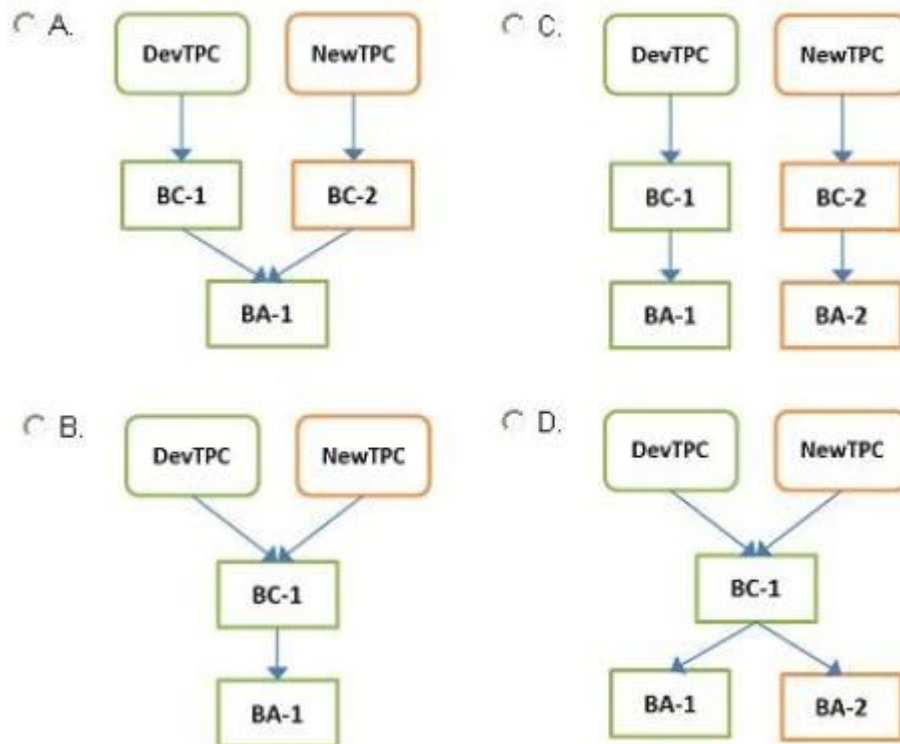 A.
DevTPC
NewTPC
BC-1
BC-2
BA-1
C.
DevTPC
NewTPC
BC-1
BC-2
BA-1
BA-2
B.
DevTPC
NewTPC
BC-1
BA-1
D.
DevTPC
NewTPC
BC-1
BA-1
BA-2